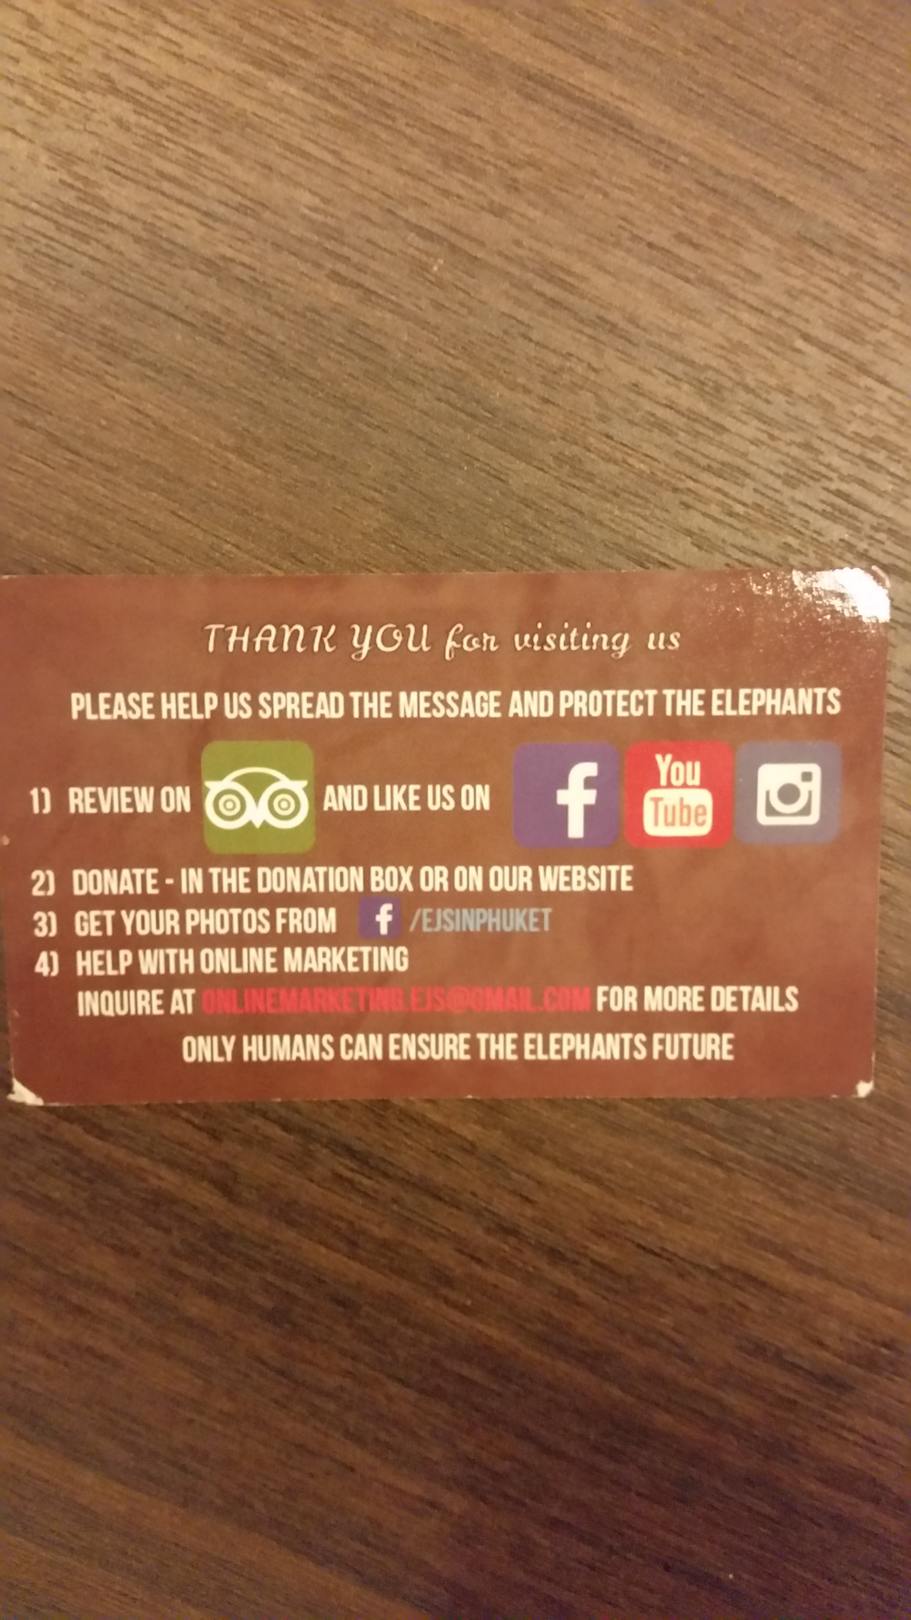 THANK YOU for visiting us
PLEASE HELP US SPREAD THE MESSAGE AND PROTECT THE ELEPHANTS
1) REVIEW ON AND LIKE US ON f You Tube
2) DONATE - IN THE DONATION BOX OR ON OUR WEBSITE
3) GET YOUR PHOTOS FROM f /EJSINPHUKET
4) HELP WITH ONLINE MARKETING
INQUIRE AT ONLINEMARKETING.EJS@GMAIL.COM FOR MORE DETAILS
ONLY HUMANS CAN ENSURE THE ELEPHANTS FUTURE